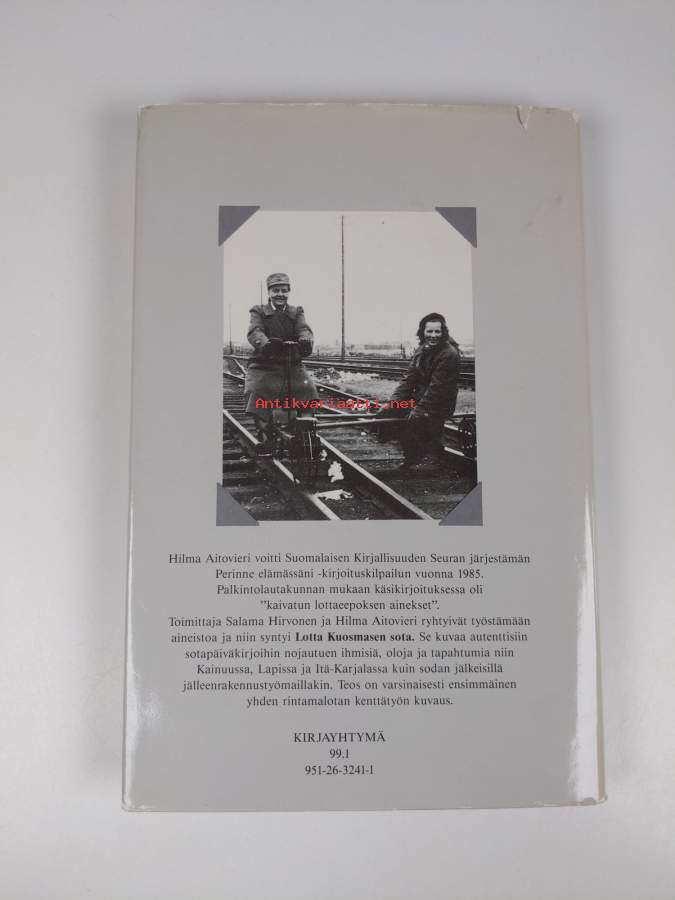 Antikvariaatti.net
Hilma Aitovieri voitti Suomalaisen Kirjallisuuden Seuran järjestämän
Perinne elämässäni -kirjoituskilpailun vuonna 1985.
Palkintolautakunnan mukaan käsikirjoituksessa oli
"kaivatun lottaeepoksen ainekset".
Toimittaja Salama Hirvonen ja Hilma Aitovieri ryhtyivät työstämään
aineistoa ja niin syntyi Lotta Kuosmasen sota. Se kuvaa autenttisiin
sotapäiväkirjoihin nojautuen ihmisiä, oloja ja tapahtumia niin
Kainuussa, Lapissa ja Itä-Karjalassa kuin sodan jälkeisillä
jälleenrakennustyömaillakin. Teos on varsinaisesti ensimmäinen
yhden rintamalotan kenttätyön kuvaus.
KIRJAYHTYMÄ
99.1
951-26-3241-1